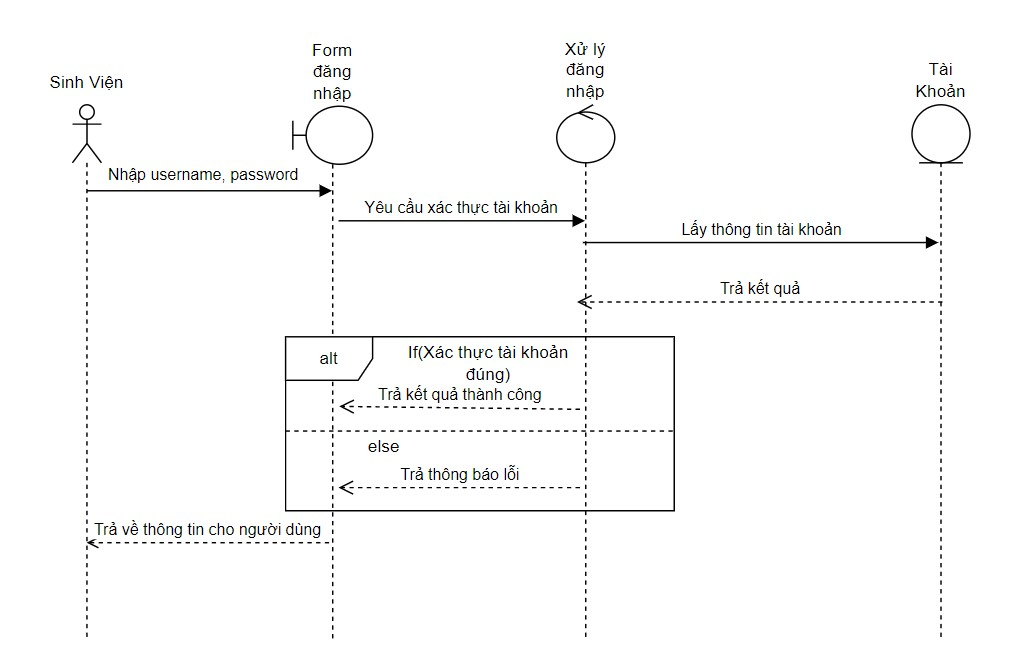 Form
đăng
nhập
Xử lý
đăng
nhập
Tài
Khoản
Sinh Viện
Nhập username, password
Yêu cầu xác thực tài khoản
Lấy thông tin tài khoản
Trả kết quả
alt
If(Xác thực tài khoản
đúng)
Trả kết quả thành công
else
Trả thông báo lỗi
Trả về thông tin cho người dùng